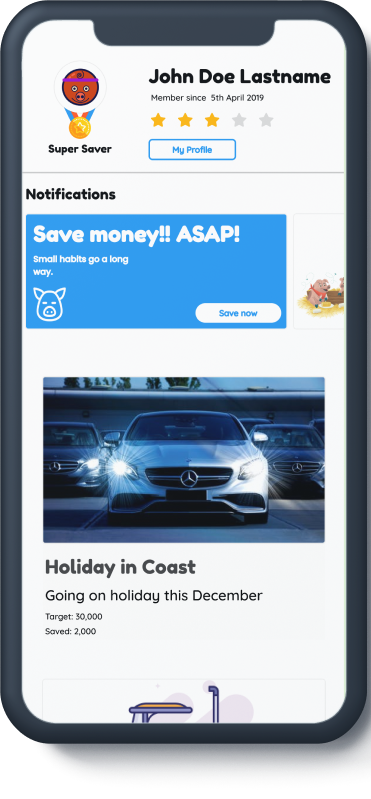 John Doe Lastname
Member since 5th April 2019
Super Saver
My Profile
Notifications
Save money!! ASAP!
Small habits go a long
way.
Save now
Holiday in Coast
Going on holiday this December
Target: 30,000
Saved: 2,000